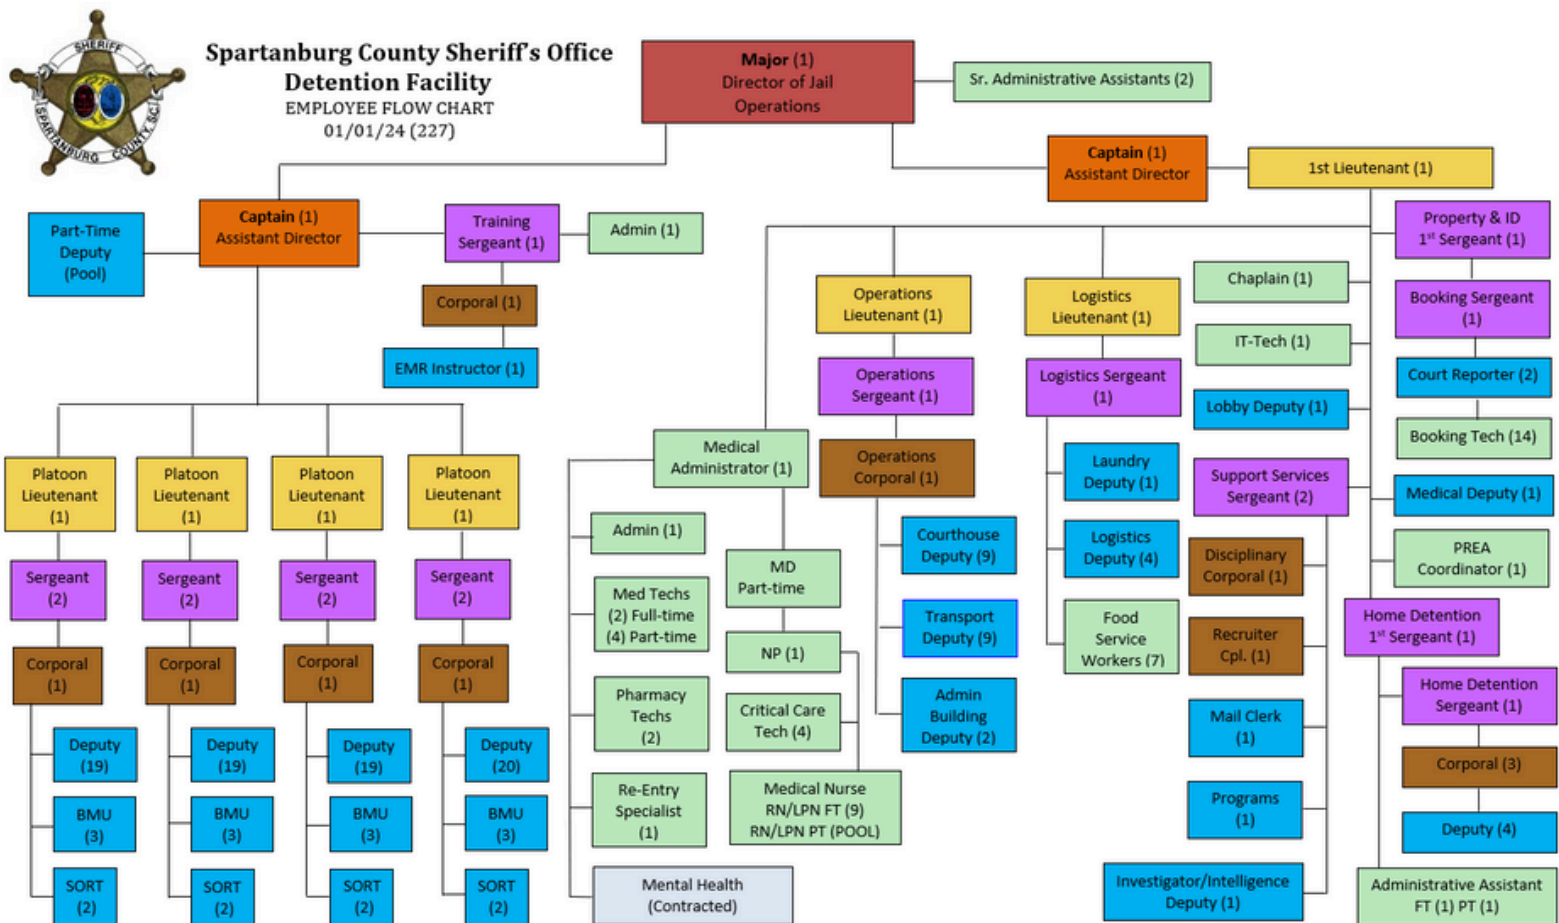 SHERIFF
SPARTANBURG COUNTY, SC
Spartanburg County Sheriff's Office
Detention Facility
EMPLOYEE FLOW CHART
01/01/24 (227)
Major (1)
Director of Jail
Operations
Sr. Administrative Assistants (2)
Captain (1)
Assistant Director
1st Lieutenant (1)
Part-Time
Deputy
(Pool)
Captain (1)
Assistant Director
Training
Sergeant (1)
Admin (1)
Corporal (1)
EMR Instructor (1)
Platoon
Lieutenant
(1)
Sergeant
(2)
Corporal
(1)
Deputy
(19)
BMU
(3)
SORT
(2)
Platoon
Lieutenant
(1)
Sergeant
(2)
Corporal
(1)
Deputy
(19)
BMU
(3)
SORT
(2)
Platoon
Lieutenant
(1)
Sergeant
(2)
Corporal
(1)
Deputy
(19)
BMU
(3)
SORT
(2)
Platoon
Lieutenant
(1)
Sergeant
(2)
Corporal
(1)
Deputy
(20)
BMU
(3)
SORT
(2)
Medical
Administrator (1)
Admin (1)
Med Techs
(2) Full-time
(4) Part-time
Pharmacy
Techs
(2)
Re-Entry
Specialist
(1)
Mental Health
(Contracted)
MD
Part-time
NP (1)
Critical Care
Tech (4)
Medical Nurse
RN/LPN FT (9)
RN/LPN PT (POOL)
Operations
Lieutenant (1)
Operations
Sergeant (1)
Operations
Corporal (1)
Courthouse
Deputy (9)
Transport
Deputy (9)
Admin
Building
Deputy (2)
Logistics
Lieutenant (1)
Logistics Sergeant
(1)
Laundry
Deputy (1)
Logistics
Deputy (4)
Food
Service
Workers (7)
Chaplain (1)
IT-Tech (1)
Lobby Deputy (1)
Support Services
Sergeant (2)
Disciplinary
Corporal (1)
Recruiter
Cpl. (1)
Mail Clerk
(1)
Programs
(1)
Investigator/Intelligence
Deputy (1)
Property & ID
1st Sergeant (1)
Booking Sergeant
(1)
Court Reporter (2)
Booking Tech (14)
Medical Deputy (1)
PREA
Coordinator (1)
Home Detention
1st Sergeant (1)
Home Detention
Sergeant (1)
Corporal (3)
Deputy (4)
Administrative Assistant
FT (1) PT (1)